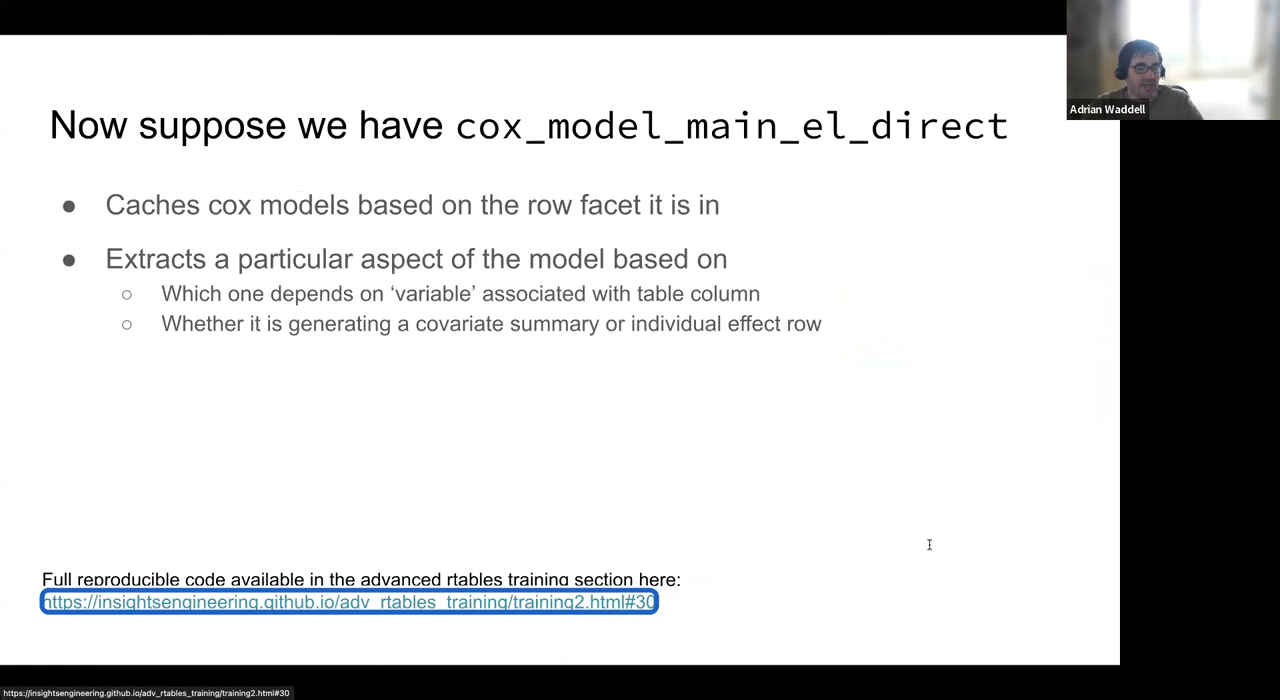 Adrian Waddell
Now suppose we have cox_model_main_el_direct
● Caches cox models based on the row facet it is in
● Extracts a particular aspect of the model based on
○ Which one depends on ‘variable’ associated with table column
○ Whether it is generating a covariate summary or individual effect row
Full reproducible code available in the advanced rtables training section here:
https://insightsengineering.github.io/adv_rtables_training/training2.html#30
https://insightsengineering.github.io/adv_rtables_training/training2.html#30